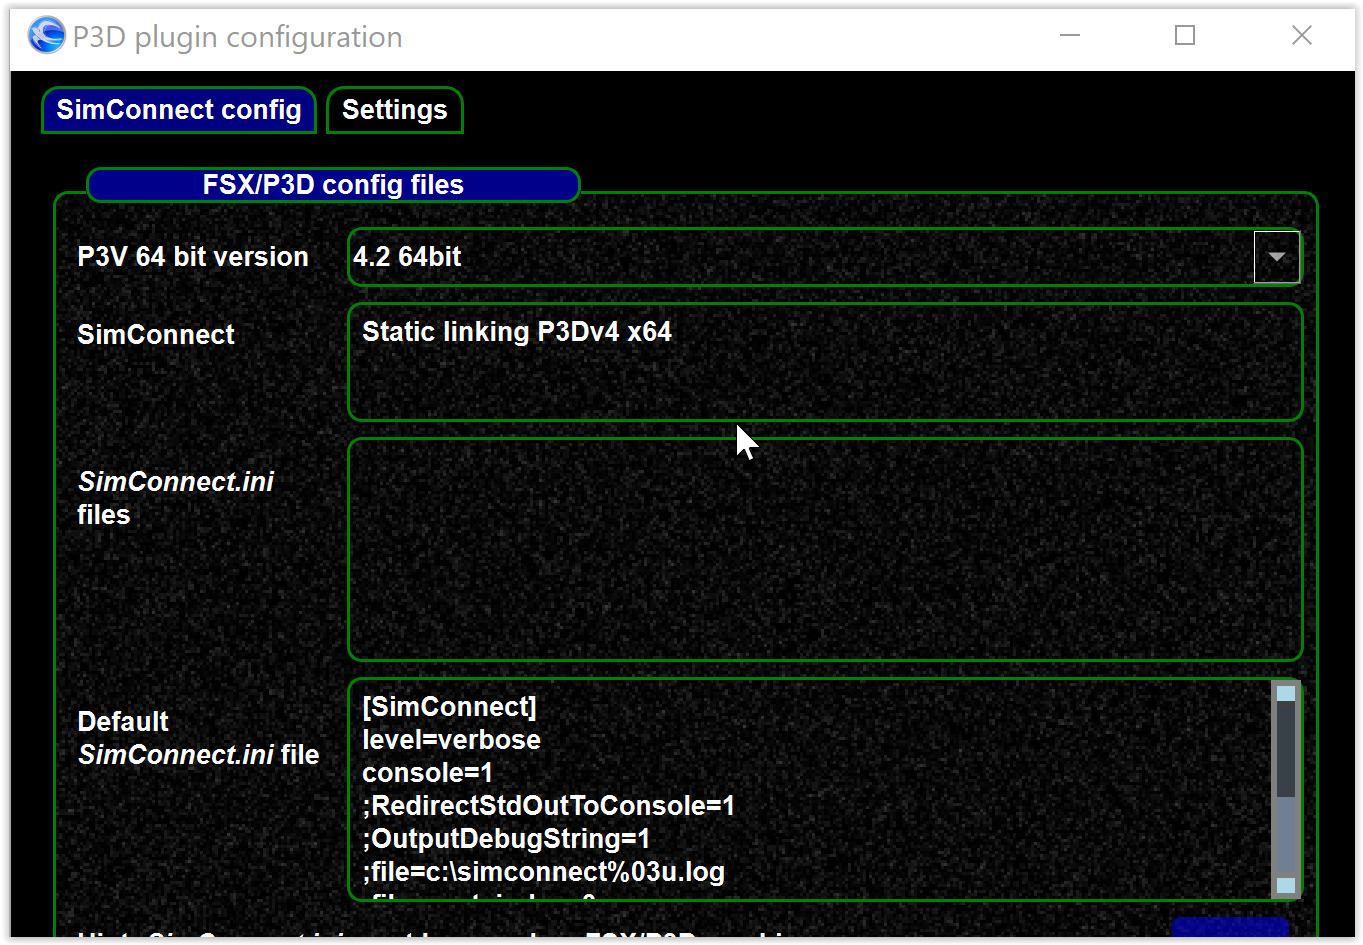 P3D plugin configuration
SimConnect config
Settings
FSX/P3D config files
P3V 64 bit version
4.2 64bit
SimConnect
Static linking P3Dv4 x64
SimConnect.ini
files
Default
SimConnect.ini file
[SimConnect]
level=verbose
console=1
;RedirectStdOutToConsole=1
;OutputDebugString=1
;file=c:\simconnect%03u.log